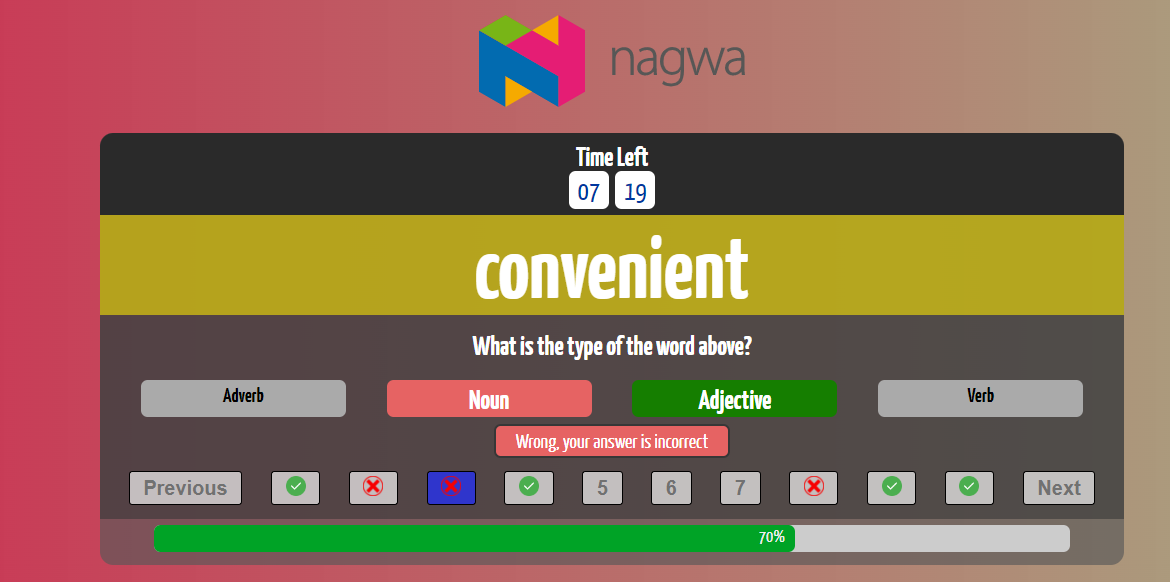 nagwa
Time Left
07 19
convenient
What is the type of the word above?
Adverb Noun Adjective Verb
Wrong, your answer is incorrect
Previous 5 6 7 Next
70%